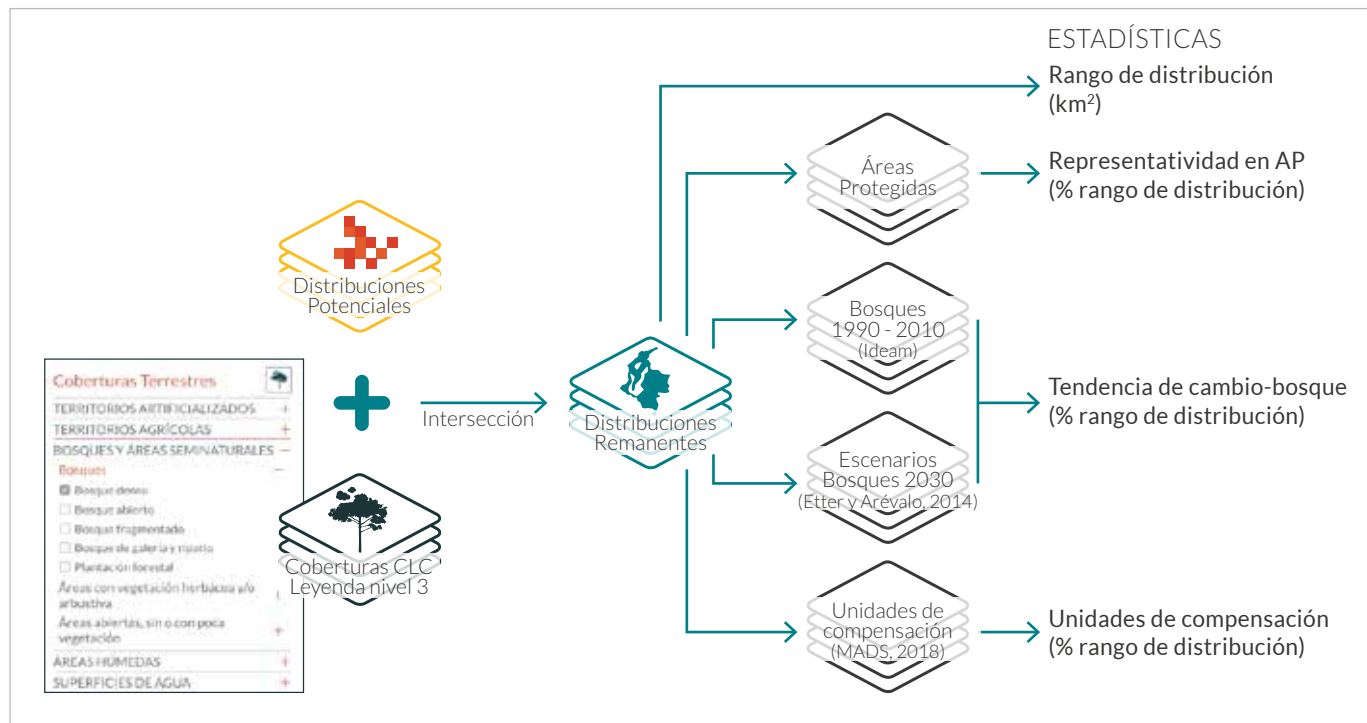 ESTADÍSTICAS
Rango de distribución
(km²)
Áreas
Protegidas
Representatividad en AP
(% rango de distribución)
Distribuciones
Potenciales
Bosques
1990 - 2010
(Ideam)
Coberturas Terrestres
TERRITORIOS ARTIFICIALIZADOS +
TERRITORIOS AGRÍCOLAS +
BOSQUES Y ÁREAS SEMINATURALES −
Bosques −
Bosque denso
Bosque abierto
Bosque fragmentado
Bosque de galería y ripario
Plantación forestal
Áreas con vegetación herbácea y/o
arbustiva +
Áreas abiertas, sin o con poca
vegetación +
ÁREAS HÚMEDAS +
SUPERFICIES DE AGUA +
Intersección
Coberturas CLC
Leyenda nivel 3
Distribuciones
Remanentes
Tendencia de cambio-bosque
(% rango de distribución)
Escenarios
Bosques 2030
(Etter y Arévalo, 2014)
Unidades de
compensación
(MADS, 2018)
Unidades de compensación
(% rango de distribución)